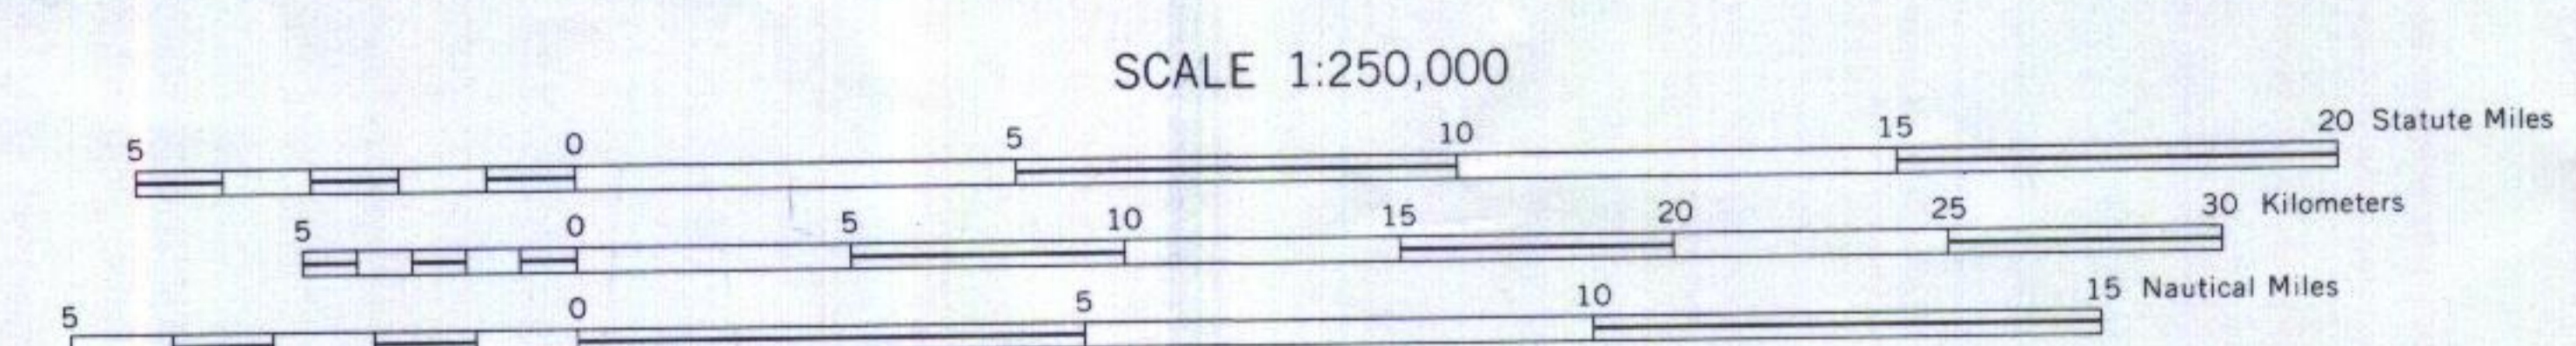 SCALE 1:250,000
5 0 5 10 15 20 Statute Miles
5 0 5 10 15 20 25 30 Kilometers
5 0 5 10 15 Nautical Miles